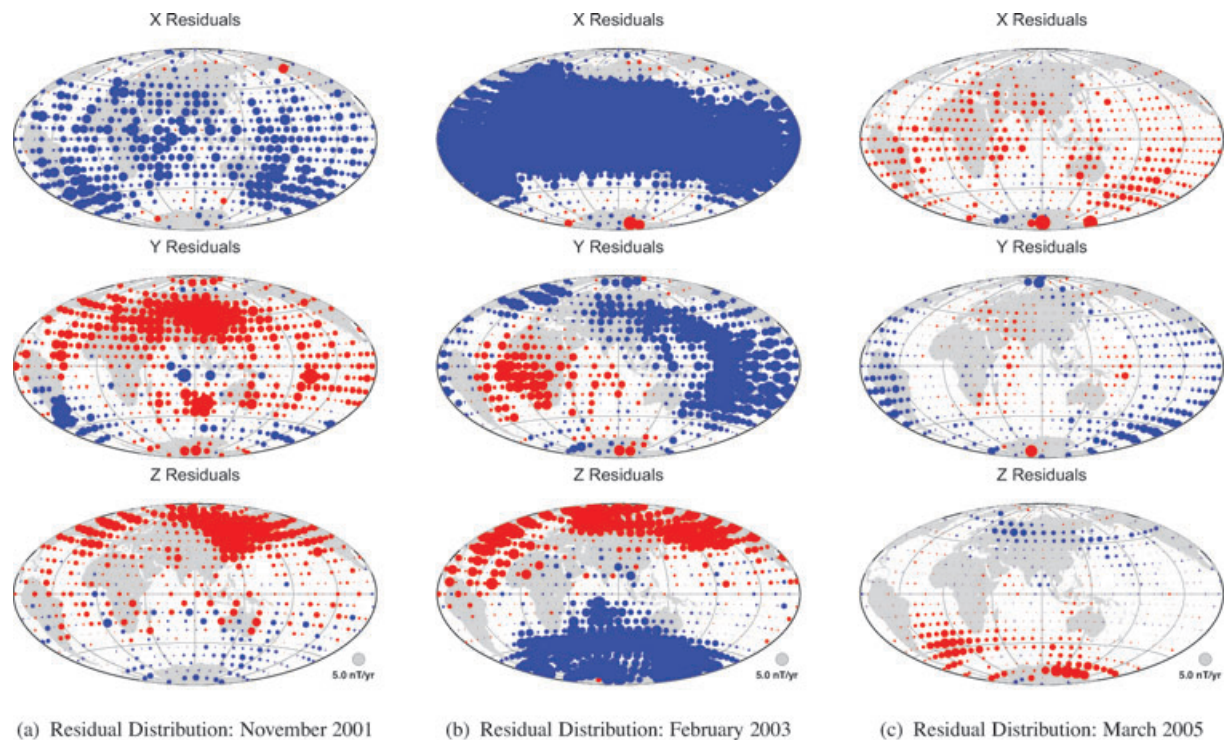 X Residuals
X Residuals
X Residuals
Y Residuals
Y Residuals
Y Residuals
Z Residuals
Z Residuals
Z Residuals
5.0 nT/yr
5.0 nT/yr
5.0 nT/yr
(a) Residual Distribution: November 2001
(b) Residual Distribution: February 2003
(c) Residual Distribution: March 2005